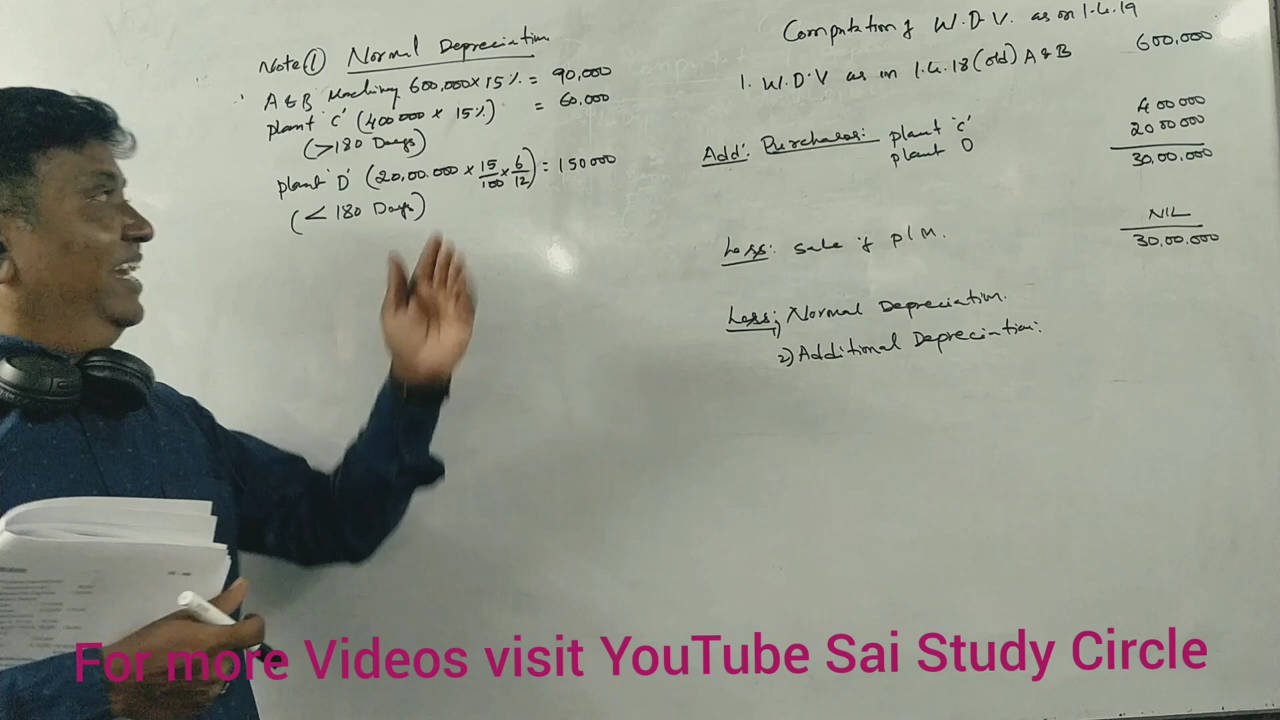 Note ① Normal Depreciation
A & B Machinery 600,000 x 15% = 90,000
plant 'C' (400000 x 15%) = 60.000
(>180 Days)
plant 'D' (20,00.000 x 15/100 x 6/12) = 150000
(< 180 Days)
Computation of W.D.V. as on 1.4.19
1. W.D.V as on 1.4.18 (old) A & B 600,000
Add: Purchases: plant 'c' 400000
plant D 2000000
30,00,000
Less: Sale of P/M. NIL
30,00,000
Less; 1) Normal Depreciation.
2) Additional Depreciation:
For more Videos visit YouTube Sai Study Circle